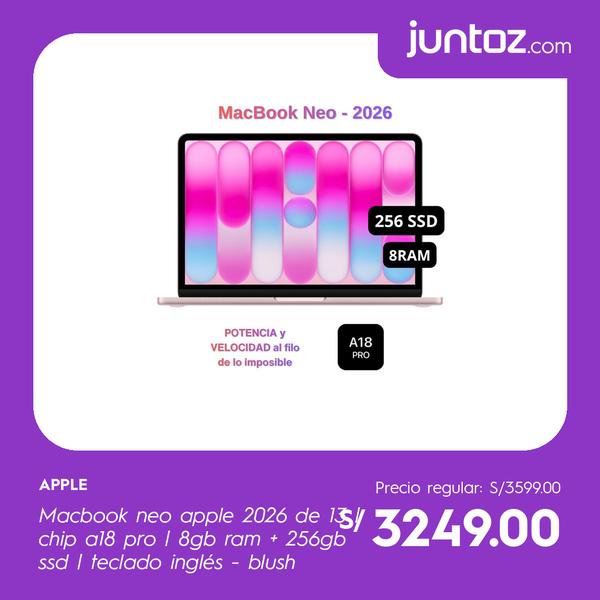 juntoz.com
MacBook Neo - 2026
256 SSD
8RAM
POTENCIA y
VELOCIDAD al filo
de lo imposible
A18
PRO
APPLE
Precio regular: S/3599.00
Macbook neo apple 2026 de 13
chip a18 pro | 8gb ram + 256gb
ssd | teclado inglés - blush
S/ 3249.00